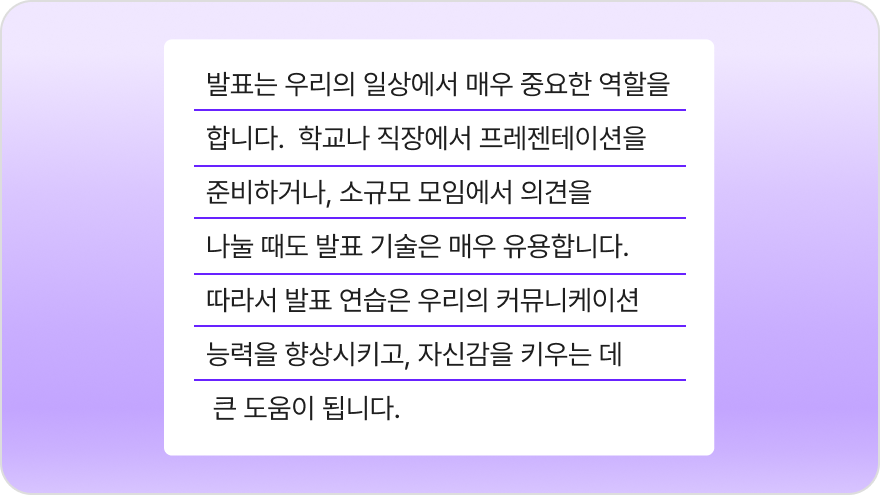 발표는 우리의 일상에서 매우 중요한 역할을
합니다.  학교나 직장에서 프레젠테이션을
준비하거나, 소규모 모임에서 의견을
나눌 때도 발표 기술은 매우 유용합니다.
따라서 발표 연습은 우리의 커뮤니케이션
능력을 향상시키고, 자신감을 키우는 데
큰 도움이 됩니다.